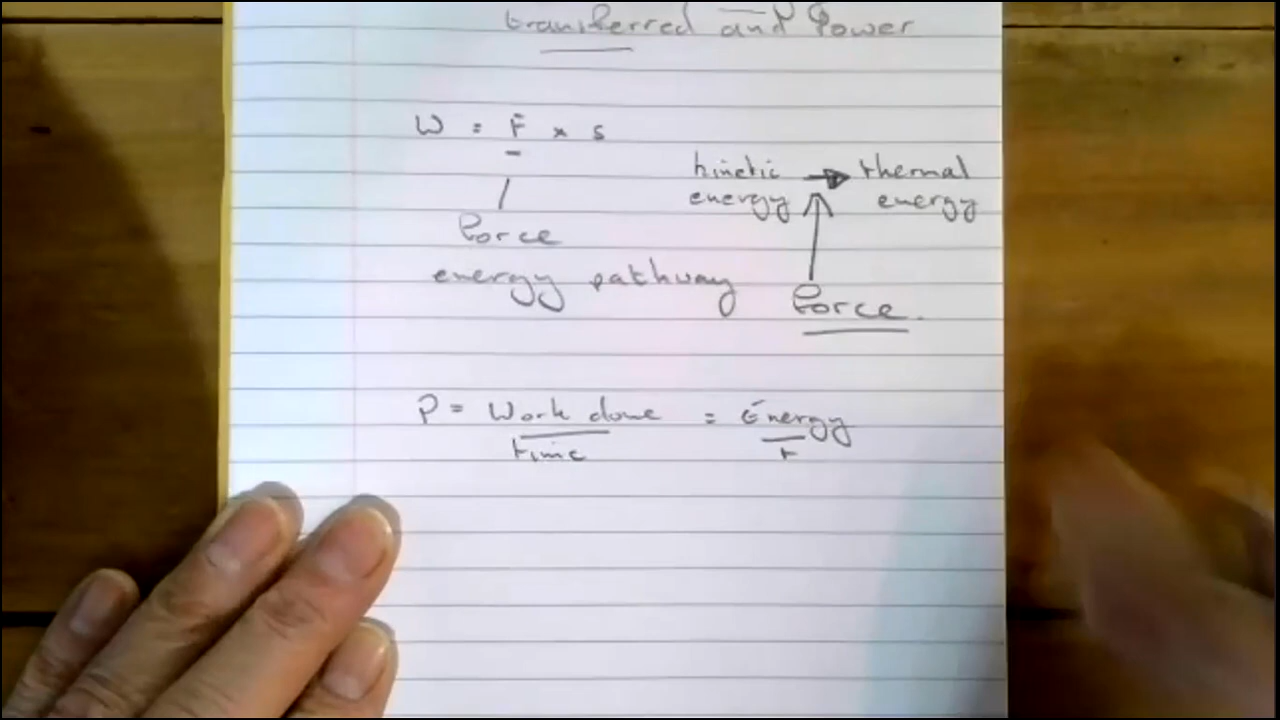 transferred and Power
W = F × s
kinetic → thermal
energy energy
Force
energy pathway
Force.
P = Work done = Energy
time t